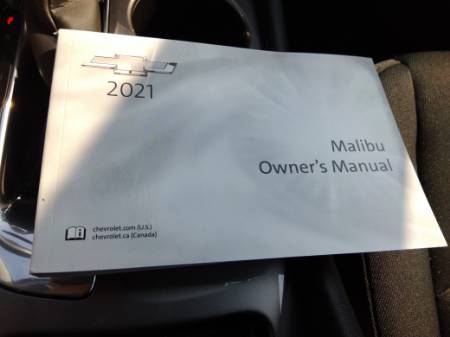 2021
Malibu
Owner's Manual
chevrolet.com (U.S.)
chevrolet.ca (Canada)